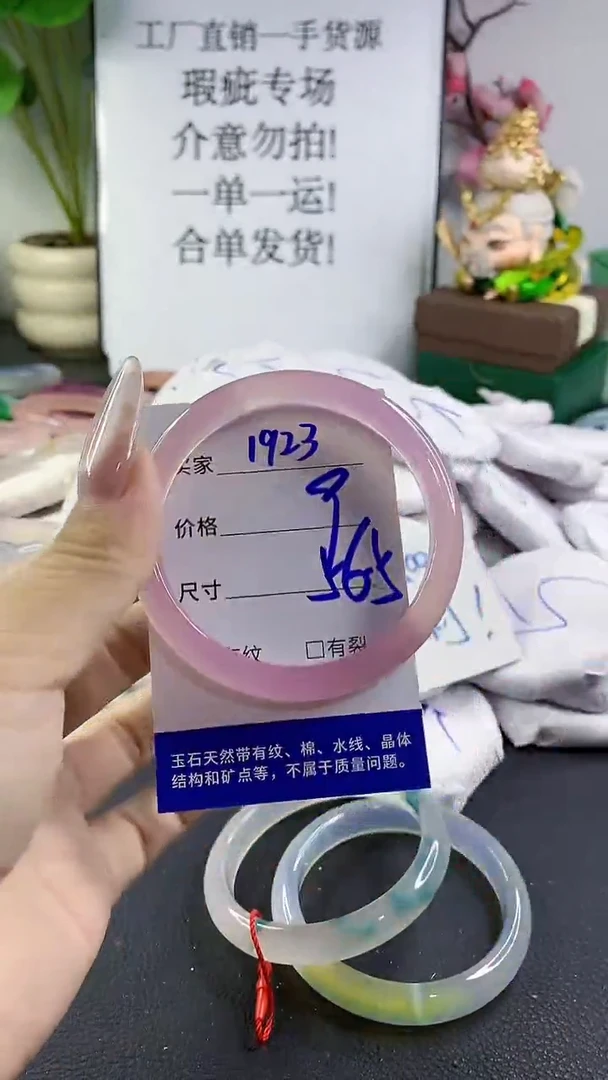 工厂直销一手货源
瑕疵专场
介意勿拍!
一单一运!
合单发货!
家 1923
价格
尺寸 565
纹 □有裂
玉石天然带有纹、棉、水线、晶体
结构和矿点等，不属于质量问题。